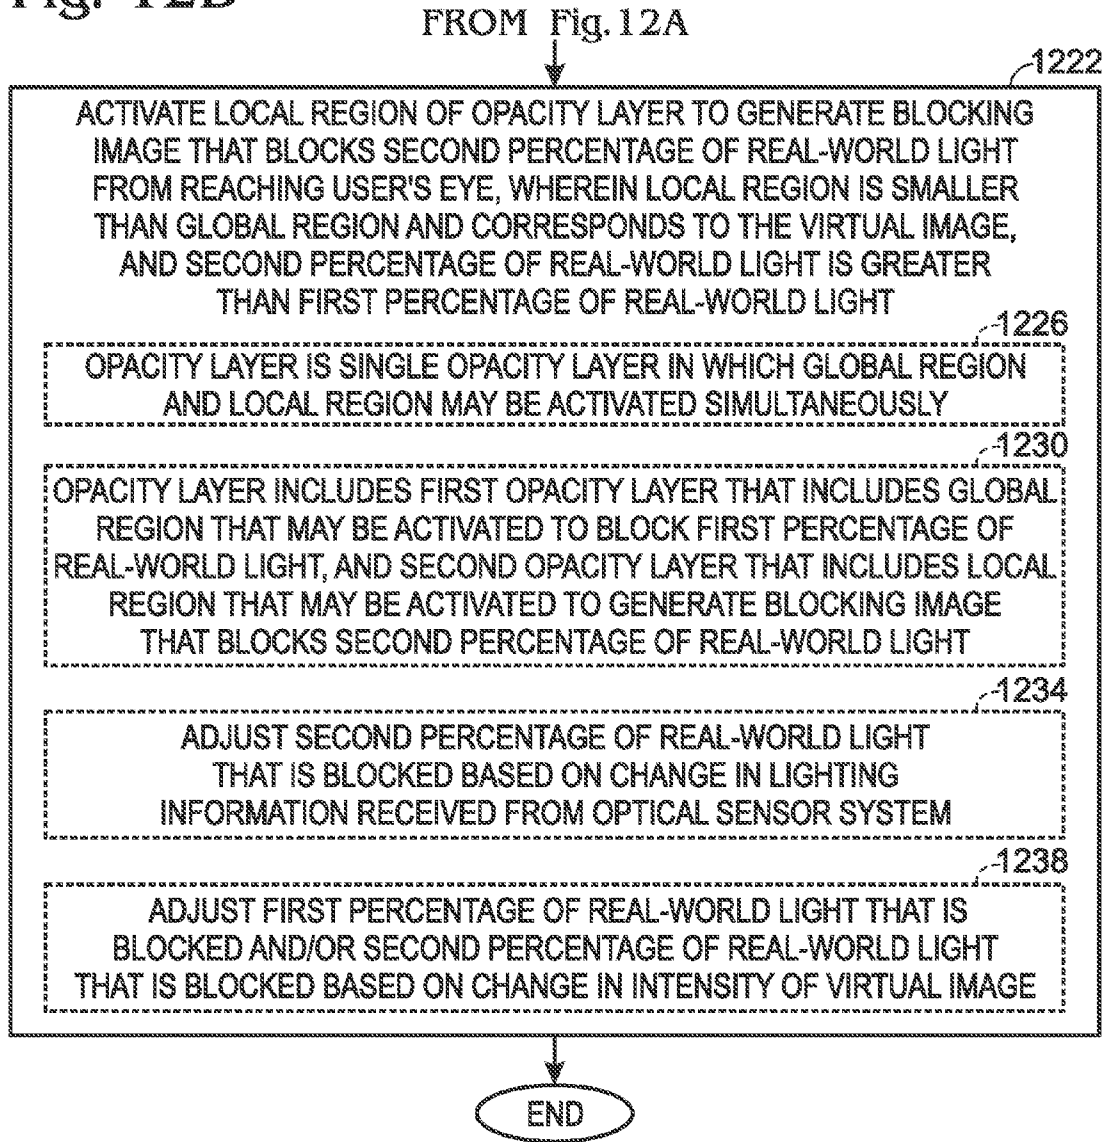 Fig. 12B
FROM Fig. 12A
1222
ACTIVATE LOCAL REGION OF OPACITY LAYER TO GENERATE BLOCKING
IMAGE THAT BLOCKS SECOND PERCENTAGE OF REAL-WORLD LIGHT
FROM REACHING USER'S EYE, WHEREIN LOCAL REGION IS SMALLER
THAN GLOBAL REGION AND CORRESPONDS TO THE VIRTUAL IMAGE,
AND SECOND PERCENTAGE OF REAL-WORLD LIGHT IS GREATER
THAN FIRST PERCENTAGE OF REAL-WORLD LIGHT
1226
OPACITY LAYER IS SINGLE OPACITY LAYER IN WHICH GLOBAL REGION
AND LOCAL REGION MAY BE ACTIVATED SIMULTANEOUSLY
1230
OPACITY LAYER INCLUDES FIRST OPACITY LAYER THAT INCLUDES GLOBAL
REGION THAT MAY BE ACTIVATED TO BLOCK FIRST PERCENTAGE OF
REAL-WORLD LIGHT, AND SECOND OPACITY LAYER THAT INCLUDES LOCAL
REGION THAT MAY BE ACTIVATED TO GENERATE BLOCKING IMAGE
THAT BLOCKS SECOND PERCENTAGE OF REAL-WORLD LIGHT
1234
ADJUST SECOND PERCENTAGE OF REAL-WORLD LIGHT
THAT IS BLOCKED BASED ON CHANGE IN LIGHTING
INFORMATION RECEIVED FROM OPTICAL SENSOR SYSTEM
1238
ADJUST FIRST PERCENTAGE OF REAL-WORLD LIGHT THAT IS
BLOCKED AND/OR SECOND PERCENTAGE OF REAL-WORLD LIGHT
THAT IS BLOCKED BASED ON CHANGE IN INTENSITY OF VIRTUAL IMAGE
END